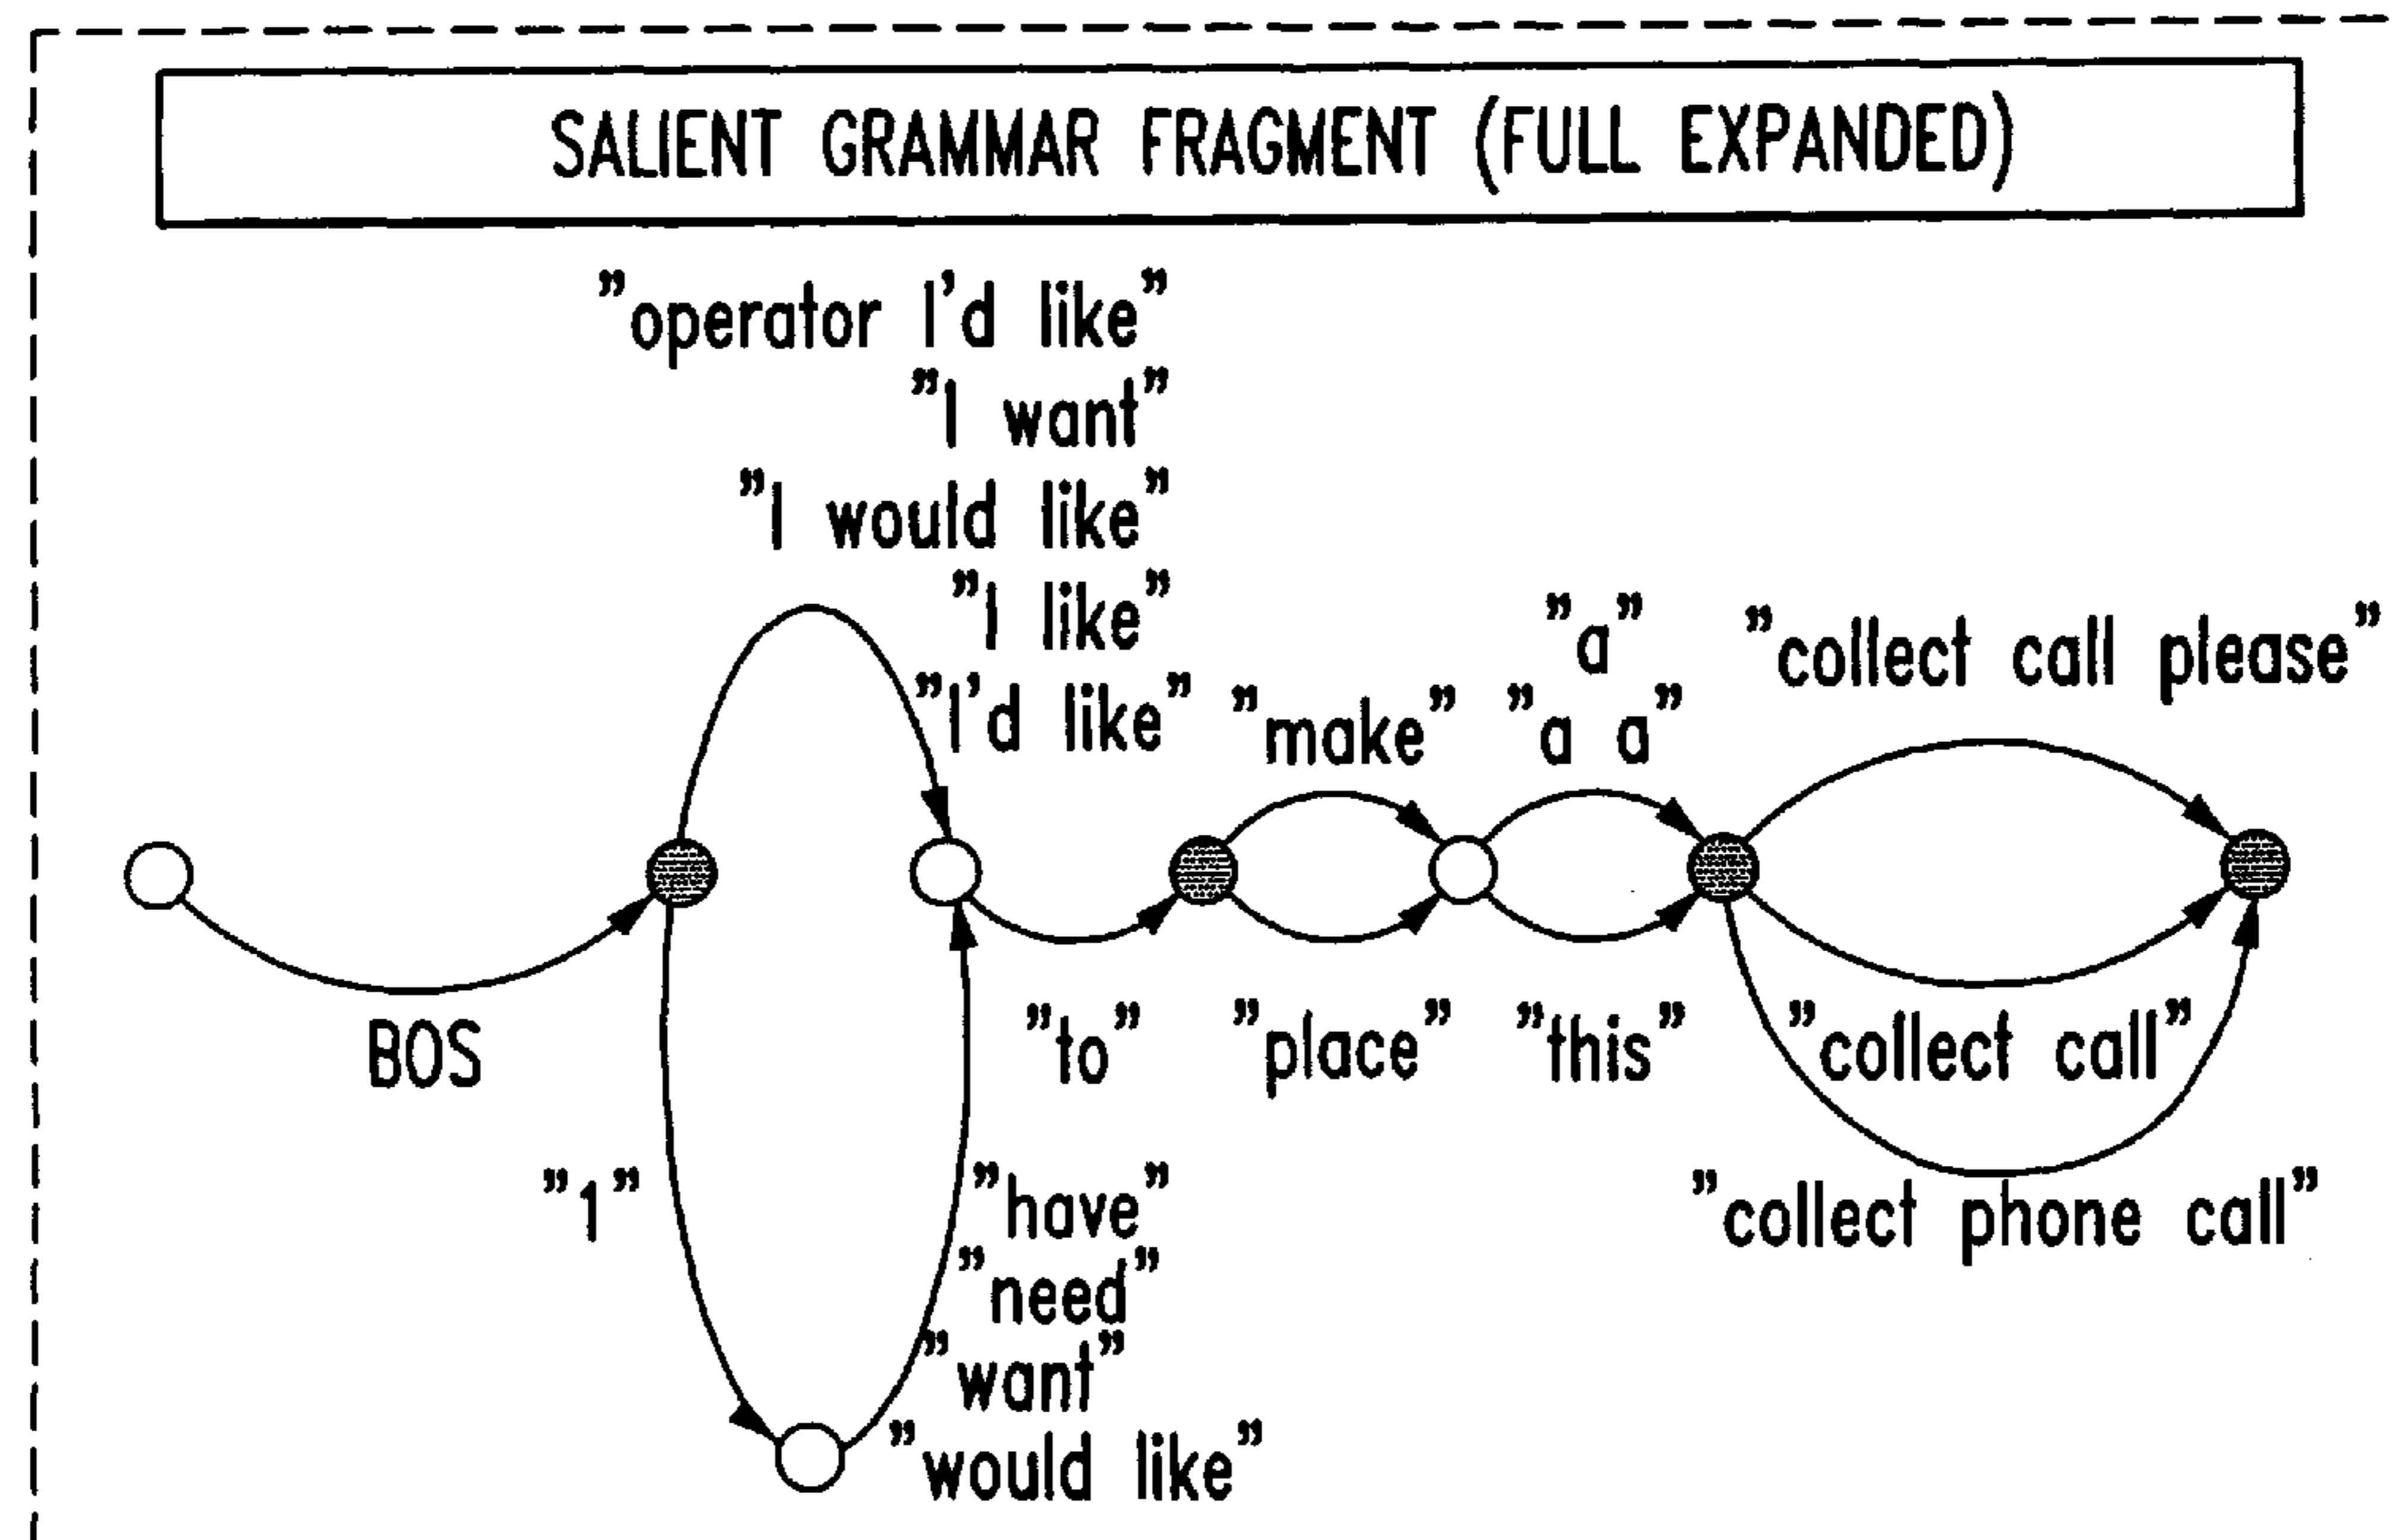 SALIENT GRAMMAR FRAGMENT (FULL EXPANDED)
"operator I'd like"
"I want"
"I would like"
"I like"
"I'd like"
"make"
"a"
"a a"
"collect call please"
BOS
"to"
"place"
"this"
"collect call"
"1"
"have"
"need"
"want"
"would like"
"collect phone call"